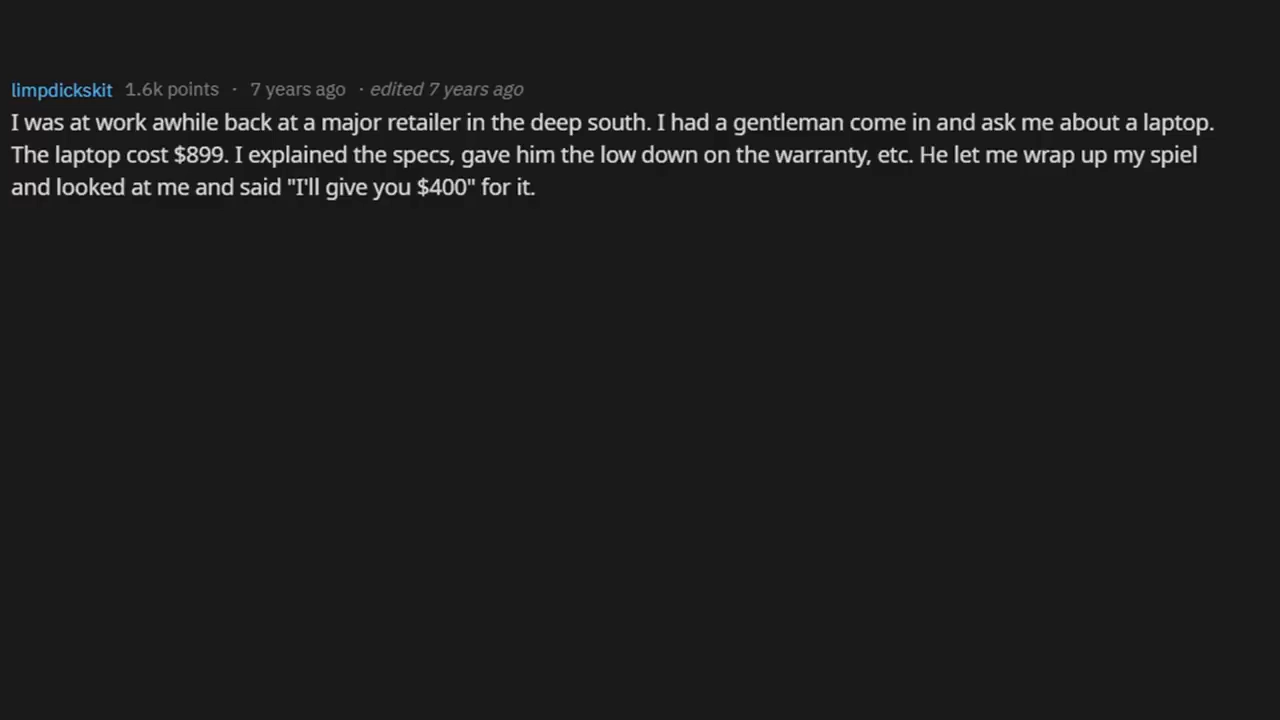 limpdickskit 1.6k points · 7 years ago · edited 7 years ago
I was at work awhile back at a major retailer in the deep south. I had a gentleman come in and ask me about a laptop.
The laptop cost $899. I explained the specs, gave him the low down on the warranty, etc. He let me wrap up my spiel
and looked at me and said "I'll give you $400" for it.